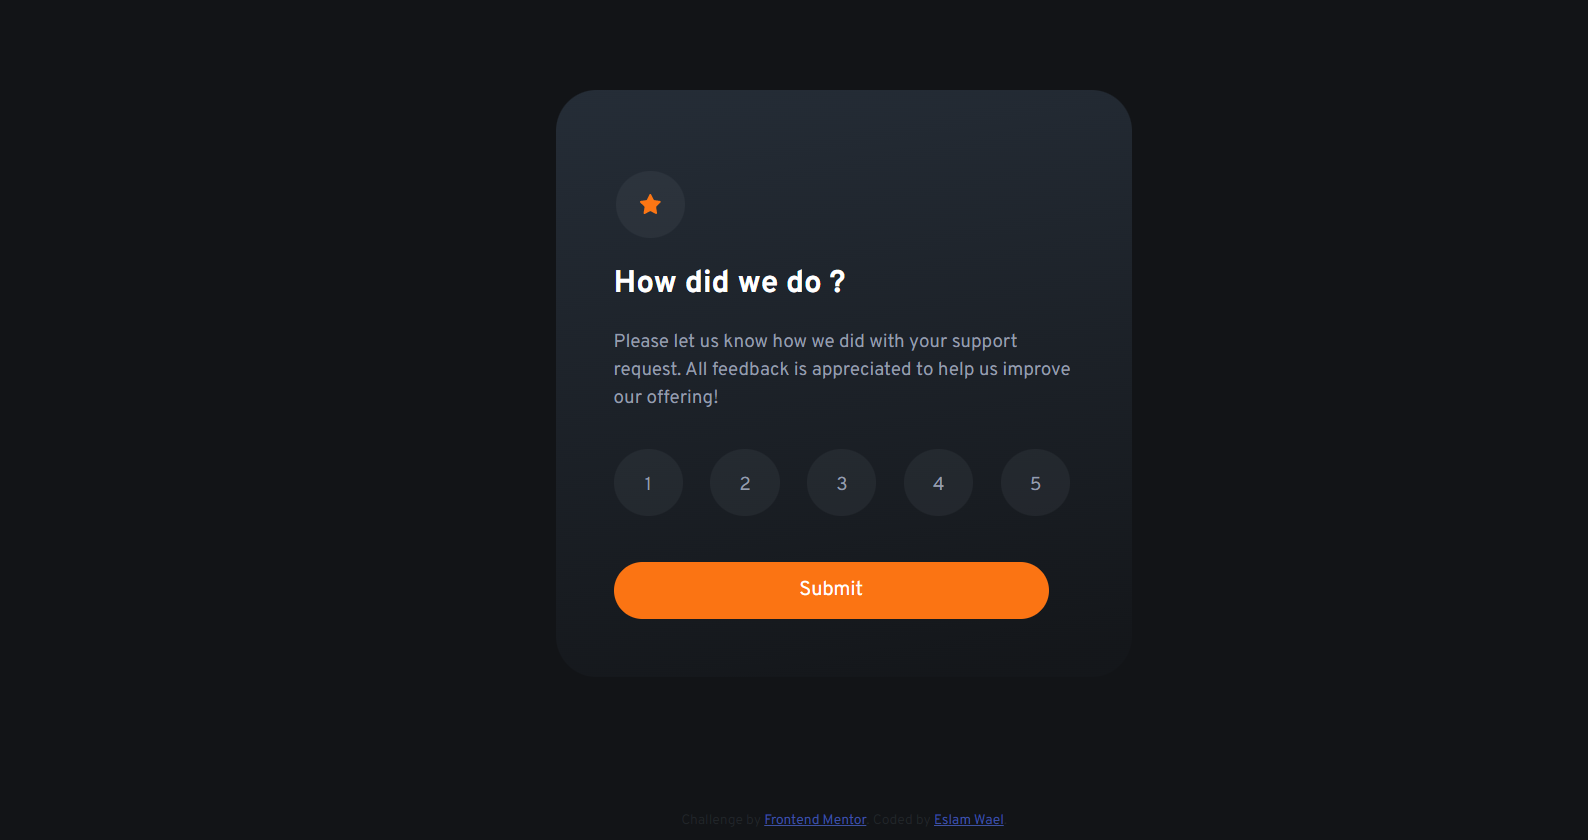 How did we do ?
Please let us know how we did with your support
request. All feedback is appreciated to help us improve
our offering!
1 2 3 4 5
Submit
Challenge by Frontend Mentor. Coded by Eslam Wael